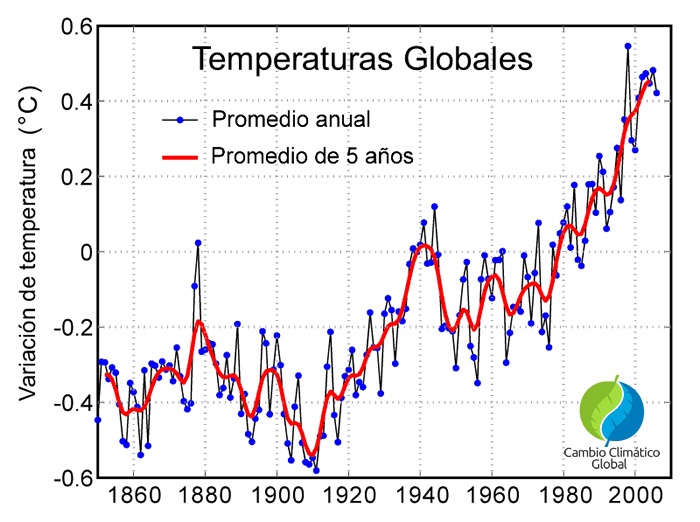 Temperaturas Globales
Promedio anual
Promedio de 5 años
Variación de temperatura (°C)
0.6
0.4
0.2
0
-0.2
-0.4
-0.6
1860 1880 1900 1920 1940 1960 1980 2000
Cambio Climático
Global